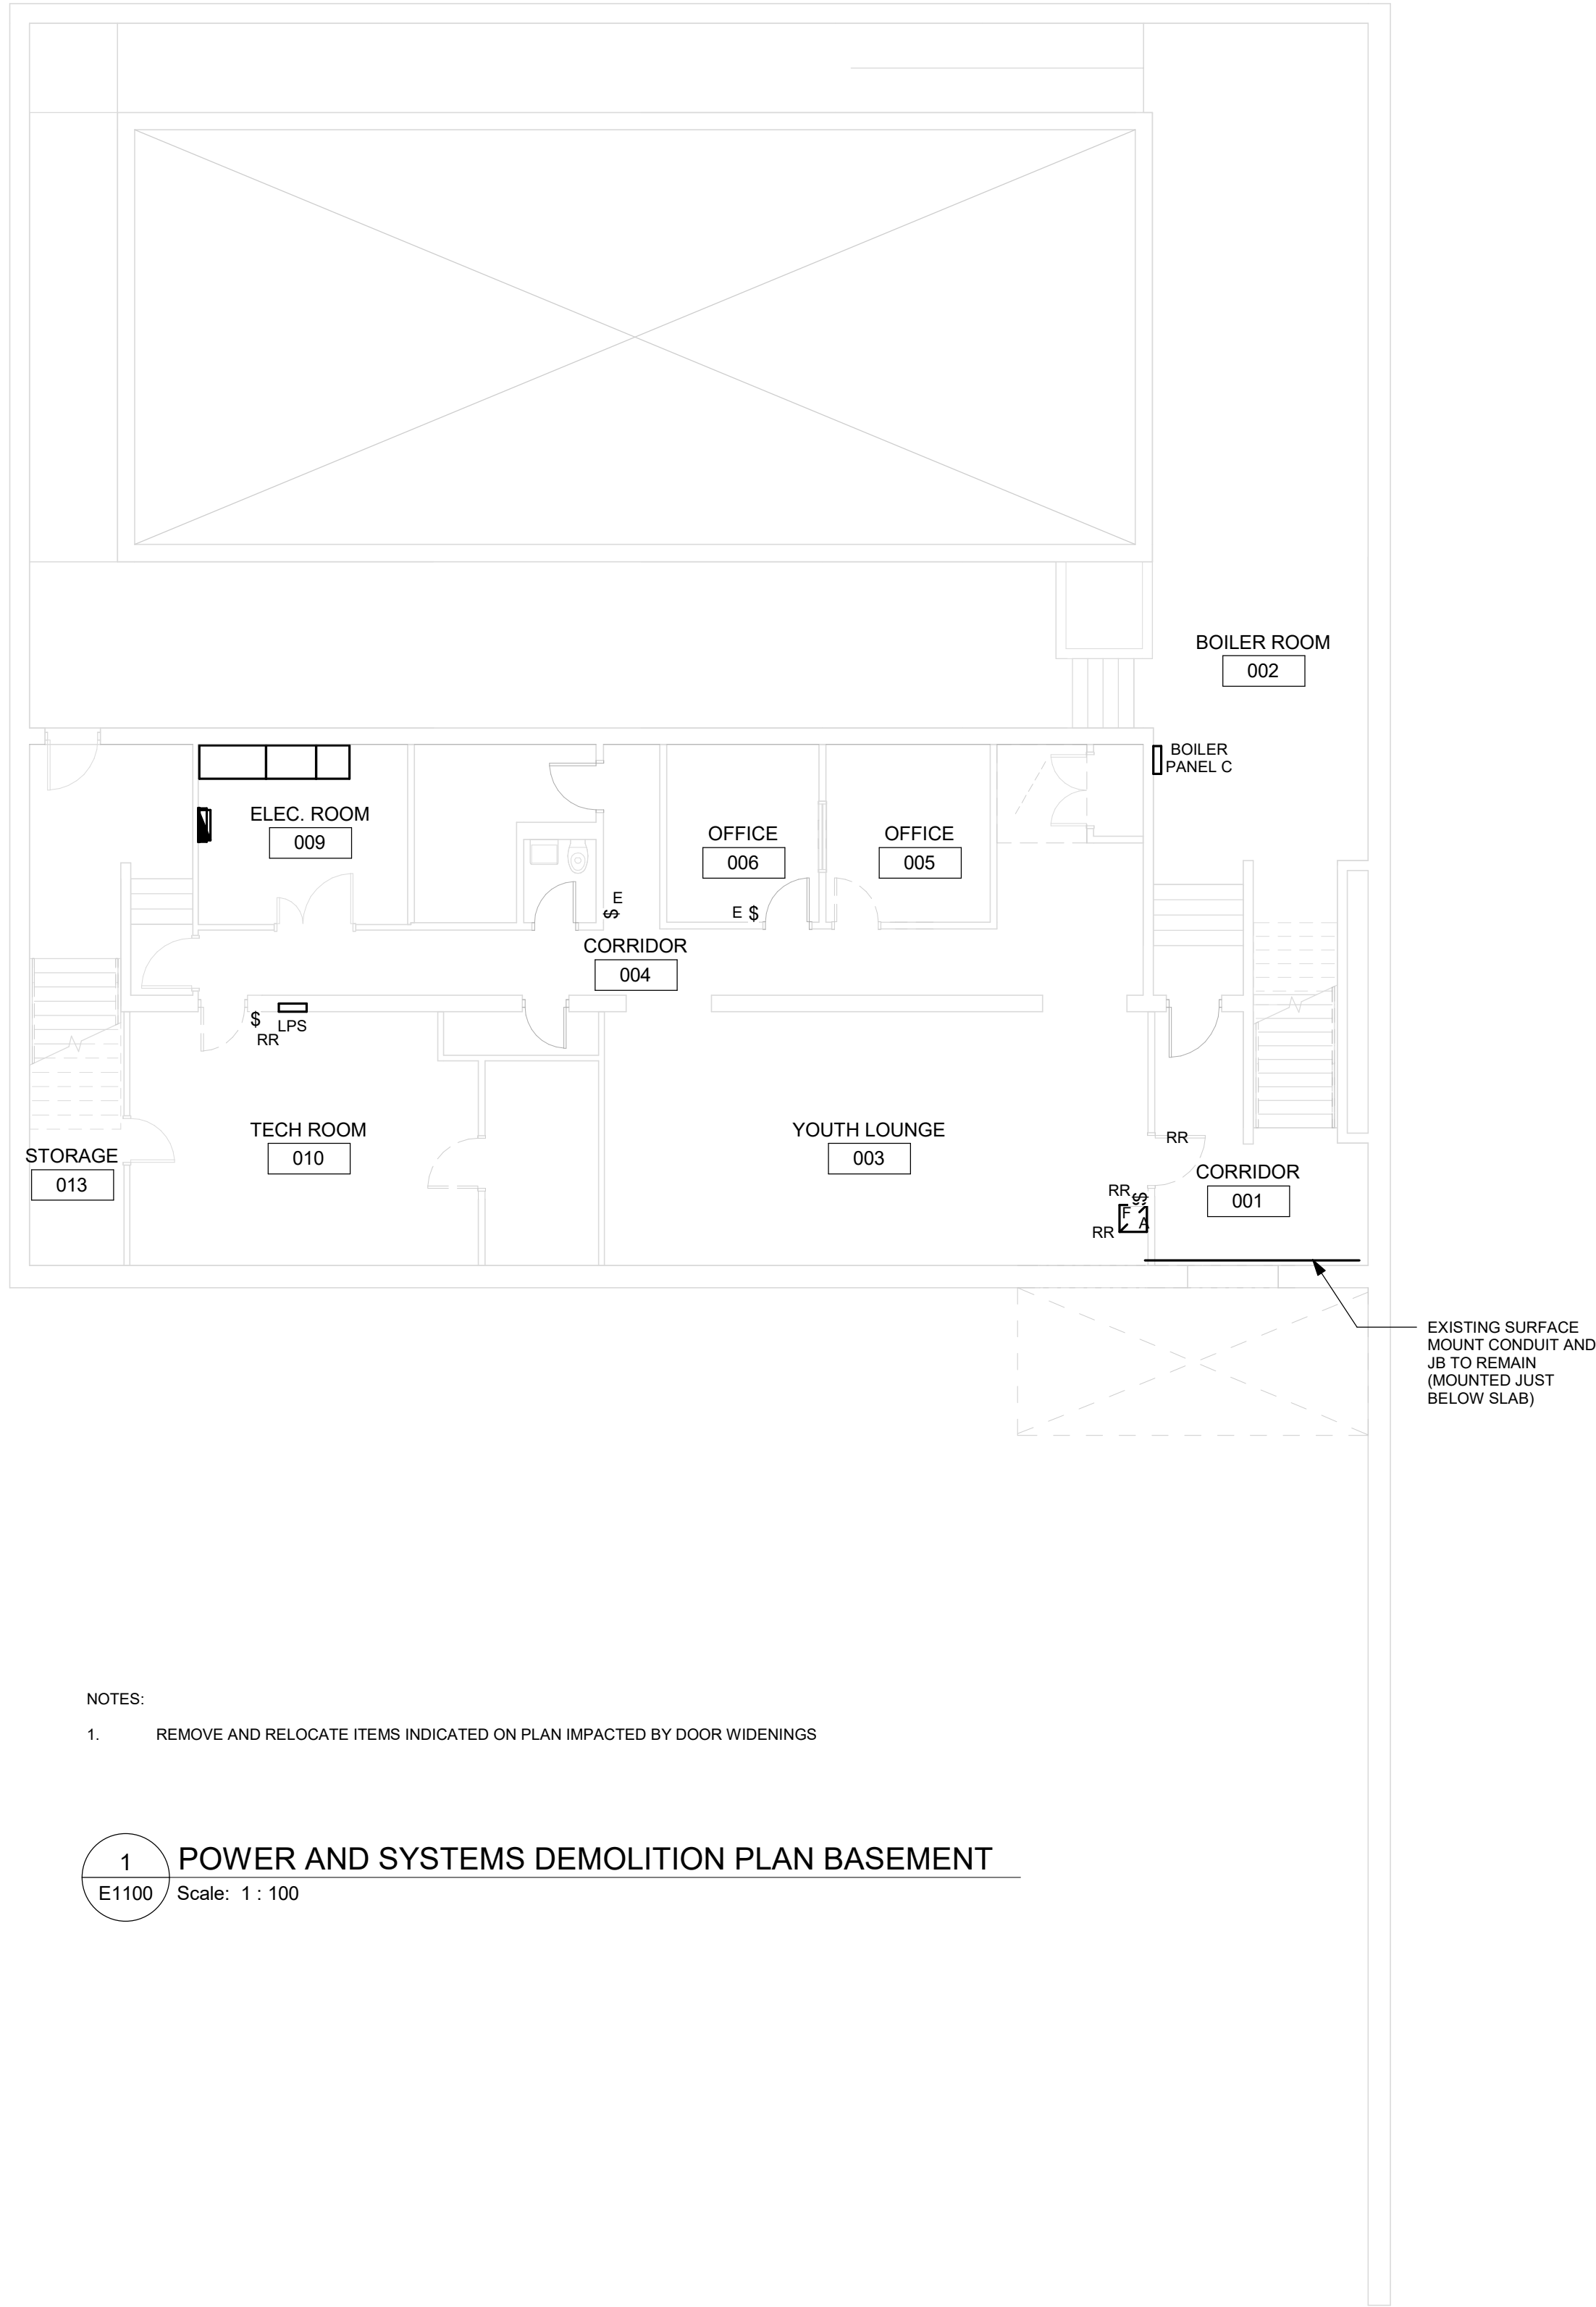 BOILER ROOM
002
BOILER
PANEL C
ELEC. ROOM
009
OFFICE
006
OFFICE
005
E
$
E $
CORRIDOR
004
$
RR
LPS
TECH ROOM
010
YOUTH LOUNGE
003
STORAGE
013
RR
CORRIDOR
001
RR
$
F
A
RR
EXISTING SURFACE
MOUNT CONDUIT AND
JB TO REMAIN
(MOUNTED JUST
BELOW SLAB)
NOTES:
1. REMOVE AND RELOCATE ITEMS INDICATED ON PLAN IMPACTED BY DOOR WIDENINGS
1
E1100
POWER AND SYSTEMS DEMOLITION PLAN BASEMENT
Scale: 1 : 100